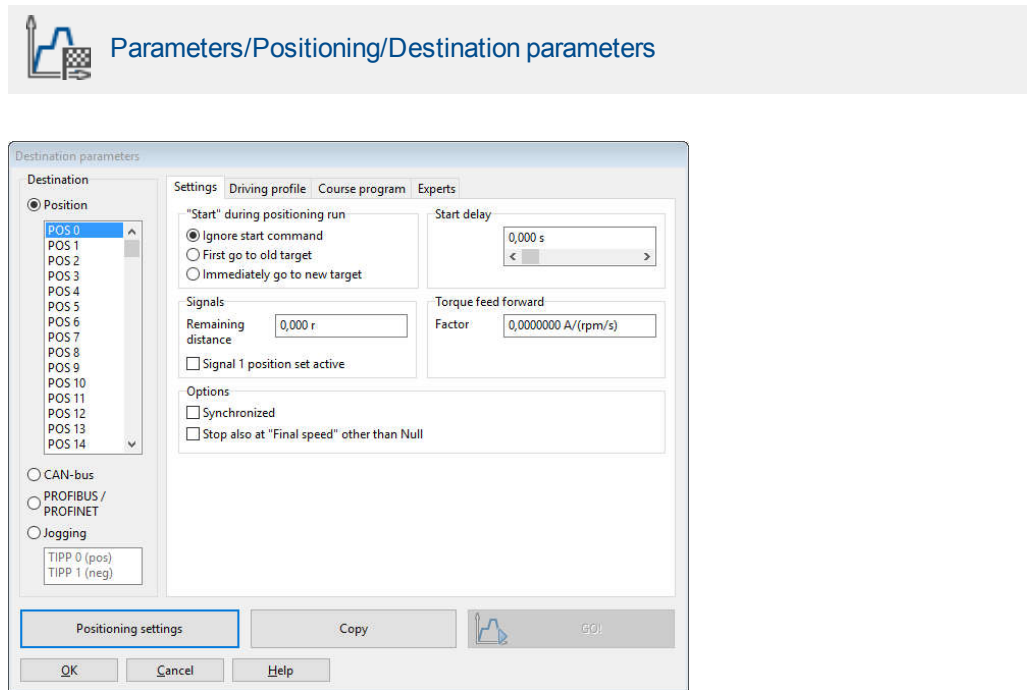 Parameters/Positioning/Destination parameters
Destination parameters
Destination
Position
POS 0
POS 1
POS 2
POS 3
POS 4
POS 5
POS 6
POS 7
POS 8
POS 9
POS 10
POS 11
POS 12
POS 13
POS 14
CAN-bus
PROFIBUS /
PROFINET
Jogging
TIPP 0 (pos)
TIPP 1 (neg)
Settings Driving profile Course program Experts
"Start" during positioning run
Ignore start command
First go to old target
Immediately go to new target
Start delay
0,000 s
Signals
Remaining
distance
0,000 r
Signal 1 position set active
Torque feed forward
Factor 0,0000000 A/(rpm/s)
Options
Synchronized
Stop also at "Final speed" other than Null
Positioning settings Copy GO!
OK Cancel Help